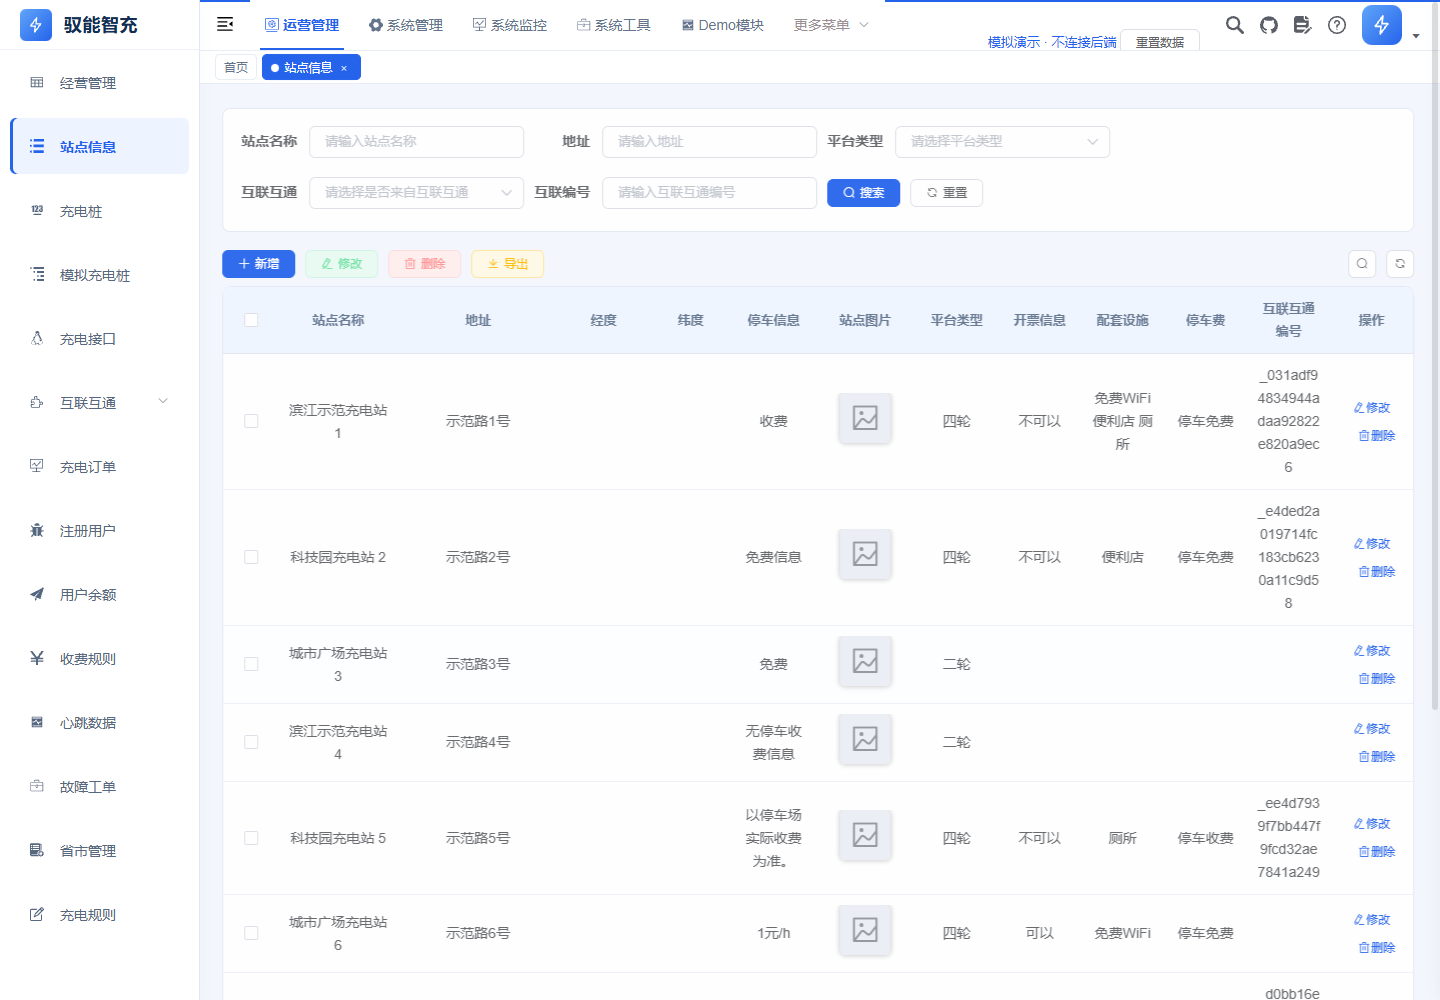 驭能智充
运营管理
系统管理
系统监控
系统工具
Demo模块
更多菜单
模拟演示 · 不连接后端
重置数据
首页
站点信息 ×
经营管理
站点信息
充电桩
模拟充电桩
充电接口
互联互通
充电订单
注册用户
用户余额
收费规则
心跳数据
故障工单
省市管理
充电规则
站点名称 请输入站点名称 地址 请输入地址 平台类型 请选择平台类型
互联互通 请选择是否来自互联互通 互联编号 请输入互联互通编号 搜索 重置
新增 修改 删除 导出
站点名称 地址 经度 纬度 停车信息 站点图片 平台类型 开票信息 配套设施 停车费 互联互通
编号 操作
滨江示范充电站
1
示范路1号
收费
四轮
不可以
免费WiFi
便利店 厕
所
停车免费
_031adf9
4834944a
daa92822
e820a9ec
6
修改
删除
科技园充电站 2
示范路2号
免费信息
四轮
不可以
便利店
停车免费
_e4ded2a
019714fc
183cb623
0a11c9d5
8
修改
删除
城市广场充电站
3
示范路3号
免费
二轮
修改
删除
滨江示范充电站
4
示范路4号
无停车收
费信息
二轮
修改
删除
科技园充电站 5
示范路5号
以停车场
实际收费
为准。
四轮
不可以
厕所
停车收费
_ee4d793
9f7bb447f
9fcd32ae
7841a249
修改
删除
城市广场充电站
6
示范路6号
1元/h
四轮
可以
免费WiFi
停车免费
修改
删除
d0bb16e